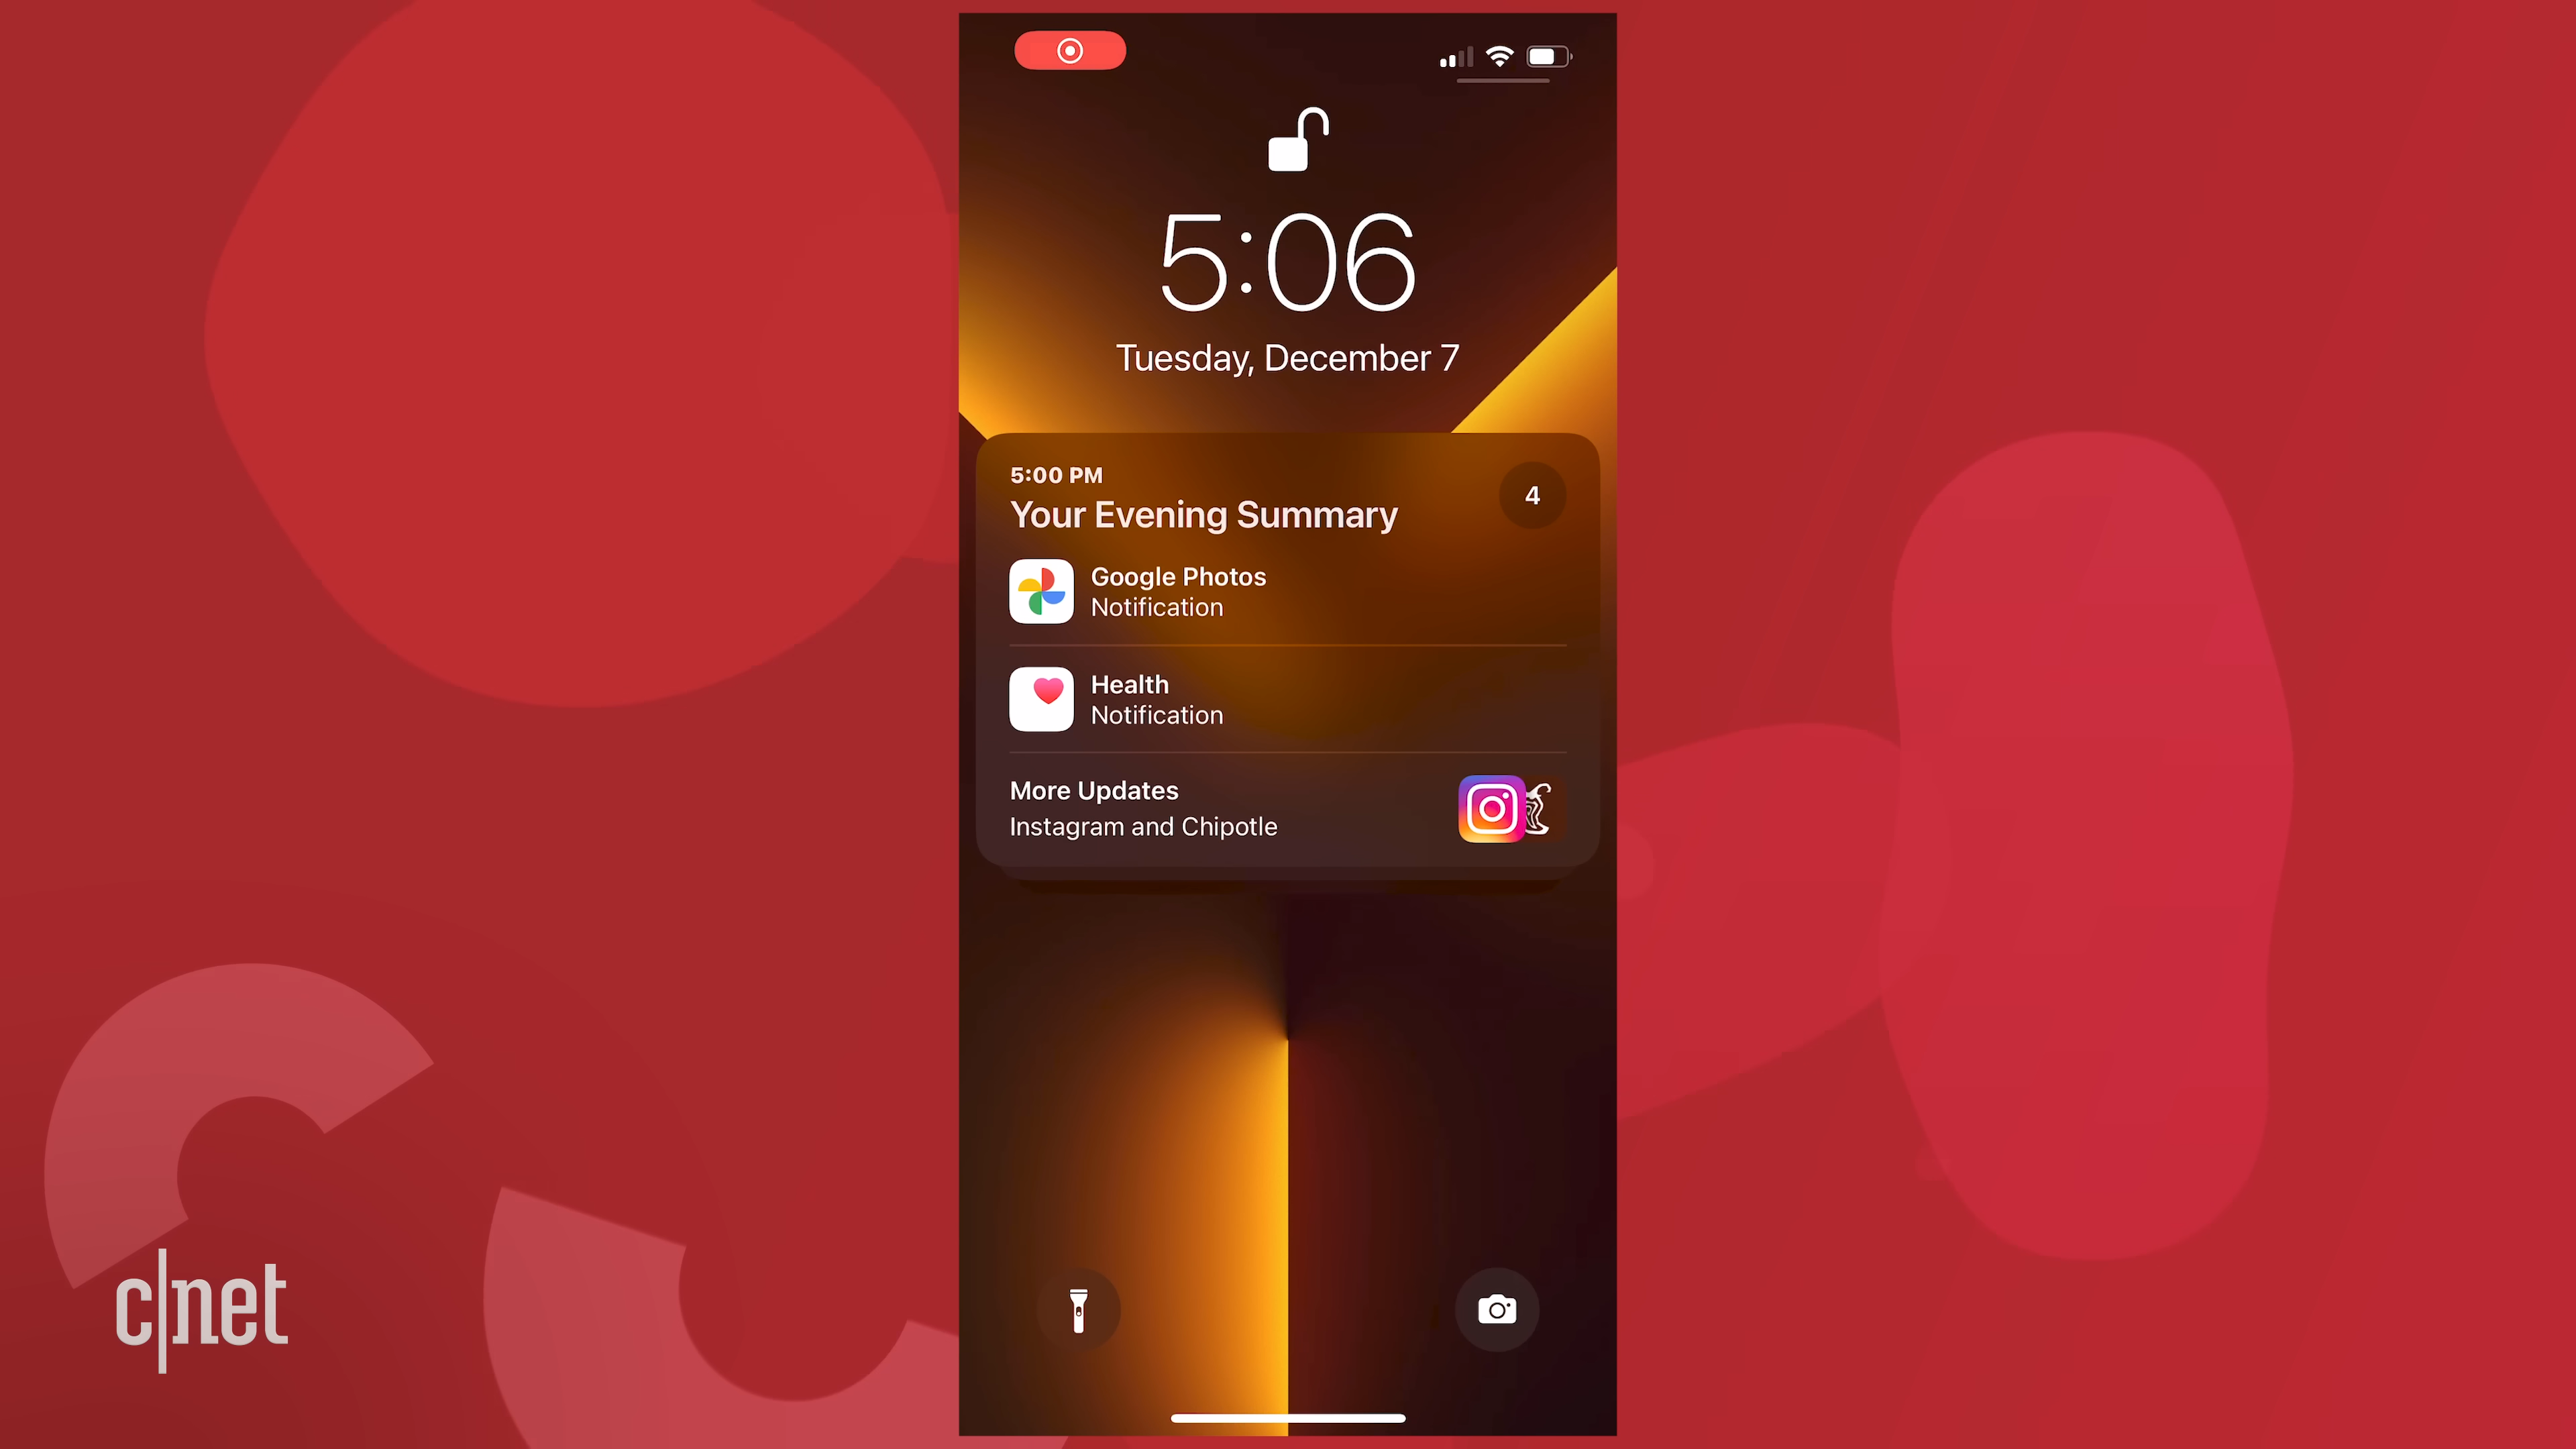 5:06
Tuesday, December 7
5:00 PM
4
Your Evening Summary
Google Photos
Notification
Health
Notification
More Updates
Instagram and Chipotle
c|net